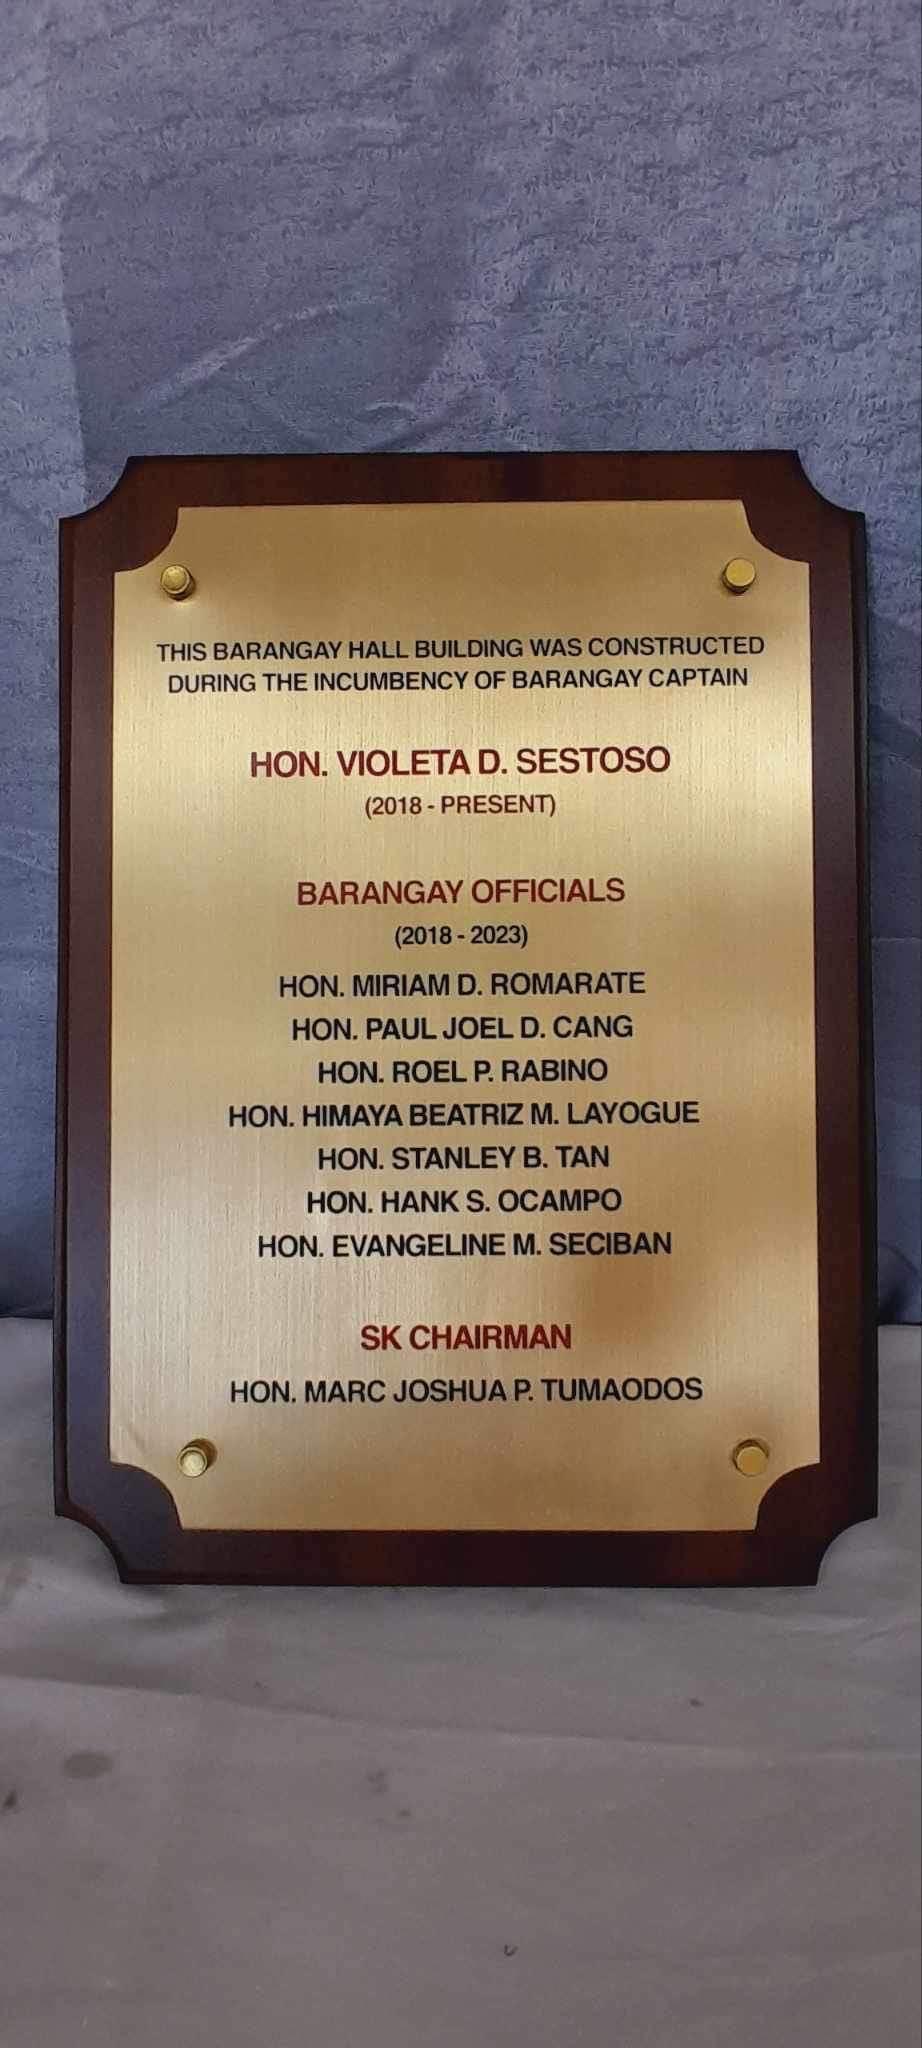 THIS BARANGAY HALL BUILDING WAS CONSTRUCTED
DURING THE INCUMBENCY OF BARANGAY CAPTAIN
HON. VIOLETA D. SESTOSO
(2018 - PRESENT)
BARANGAY OFFICIALS
(2018 - 2023)
HON. MIRIAM D. ROMARATE
HON. PAUL JOEL D. CANG
HON. ROEL P. RABINO
HON. HIMAYA BEATRIZ M. LAYOGUE
HON. STANLEY B. TAN
HON. HANK S. OCAMPO
HON. EVANGELINE M. SECIBAN
SK CHAIRMAN
HON. MARC JOSHUA P. TUMAODOS